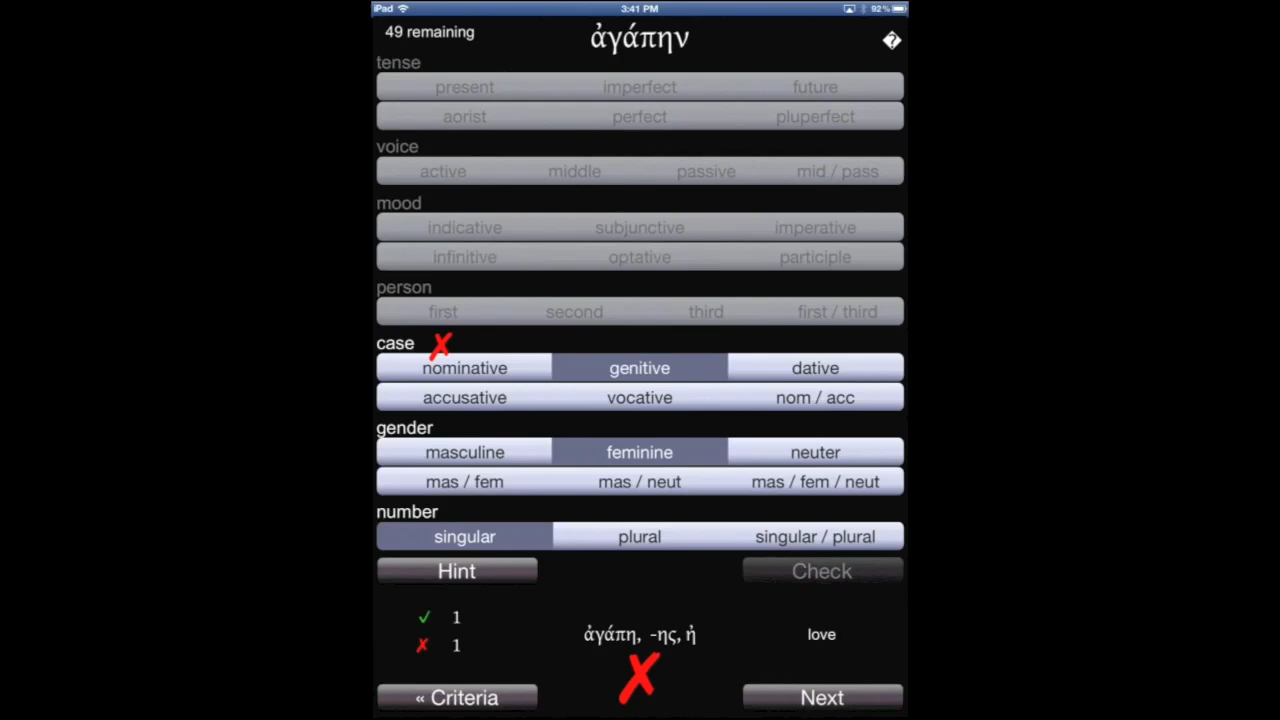 iPad 3:41 PM 92%
49 remaining ἀγάπην
tense
present imperfect future
aorist perfect pluperfect
voice
active middle passive mid / pass
mood
indicative subjunctive imperative
infinitive optative participle
person
first second third first / third
case ✗
nominative genitive dative
accusative vocative nom / acc
gender
masculine feminine neuter
mas / fem mas / neut mas / fem / neut
number
singular plural singular / plural
Hint Check
✓ 1
✗ 1
ἀγάπη, -ης, ἡ love
✗
« Criteria Next